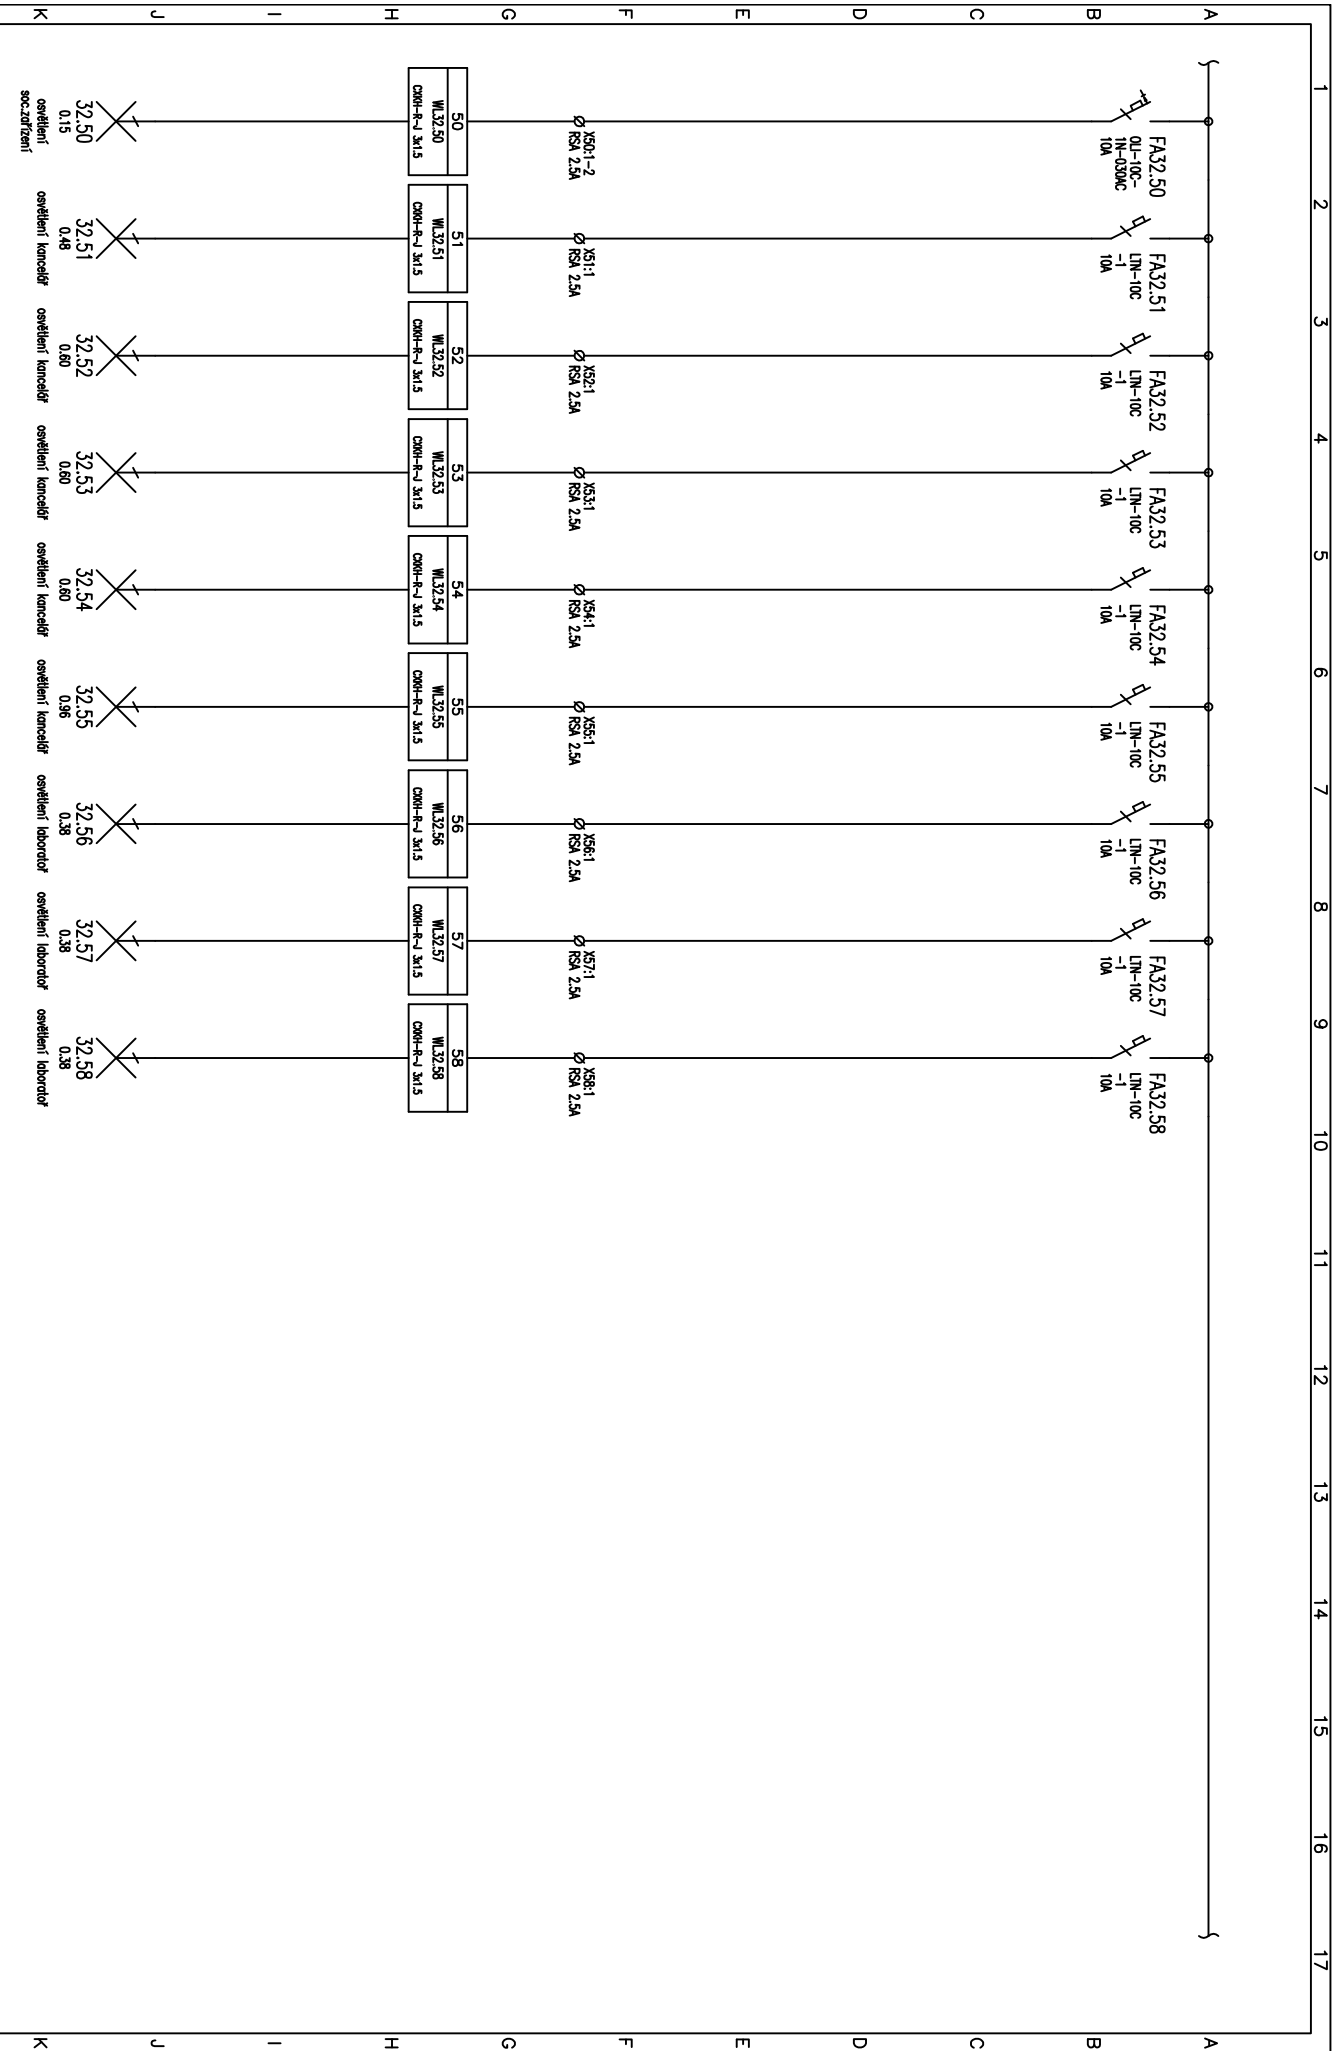 1 2 3 4 5 6 7 8 9 10 11 12 13 14 15 16 17
A A
FA32.50 FA32.51 FA32.52 FA32.53 FA32.54 FA32.55 FA32.56 FA32.57 FA32.58
OLI-10C- LTN-10C LTN-10C LTN-10C LTN-10C LTN-10C LTN-10C LTN-10C LTN-10C
1N-030AC -1 -1 -1 -1 -1 -1 -1 -1
10A 10A 10A 10A 10A 10A 10A 10A 10A
B B
C C
D D
E E
F F
X50:1-2 X51:1 X52:1 X53:1 X54:1 X55:1 X56:1 X57:1 X58:1
RSA 2.5A RSA 2.5A RSA 2.5A RSA 2.5A RSA 2.5A RSA 2.5A RSA 2.5A RSA 2.5A RSA 2.5A
G G
50 51 52 53 54 55 56 57 58
WL32.50 WL32.51 WL32.52 WL32.53 WL32.54 WL32.55 WL32.56 WL32.57 WL32.58
CXKH-R-J 3x1.5 CXKH-R-J 3x1.5 CXKH-R-J 3x1.5 CXKH-R-J 3x1.5 CXKH-R-J 3x1.5 CXKH-R-J 3x1.5 CXKH-R-J 3x1.5 CXKH-R-J 3x1.5 CXKH-R-J 3x1.5
H H
I I
J J
32.50 32.51 32.52 32.53 32.54 32.55 32.56 32.57 32.58
0.15 0.48 0.60 0.60 0.60 0.96 0.38 0.38 0.38
osvětlení osvětlení kancelář osvětlení kancelář osvětlení kancelář osvětlení kancelář osvětlení kancelář osvětlení laboratoř osvětlení laboratoř osvětlení laboratoř
soc.zařízení
K K